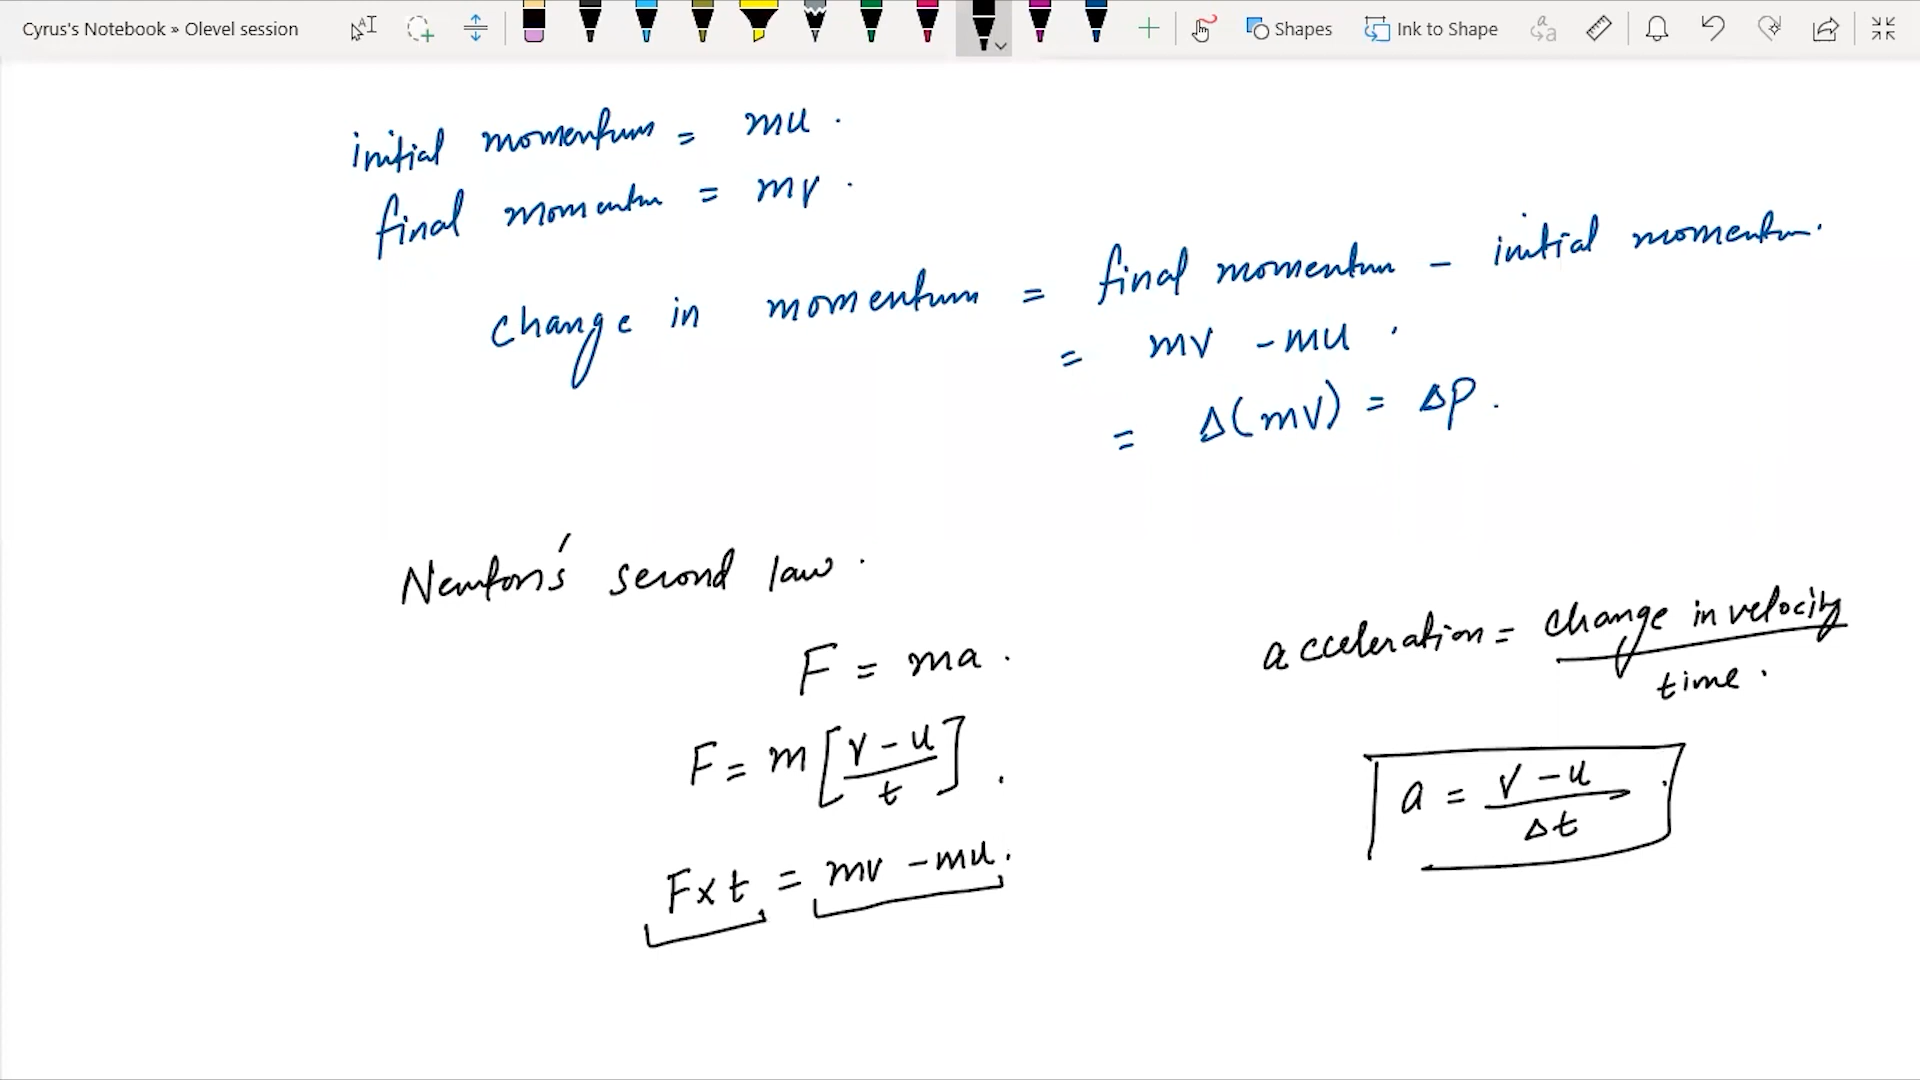 Cyrus's Notebook » Olevel session
Shapes
Ink to Shape
initial momentum = mu.
final momentum = mv.
change in momentum = final momentum - initial momentum.
= mv - mu.
= Δ(mv) = ΔP.
Newton's second law.
F = ma.
F = m[v-u/t].
Fxt = mv - mu.
acceleration = change in velocity
time.
a = v-u/Δt.